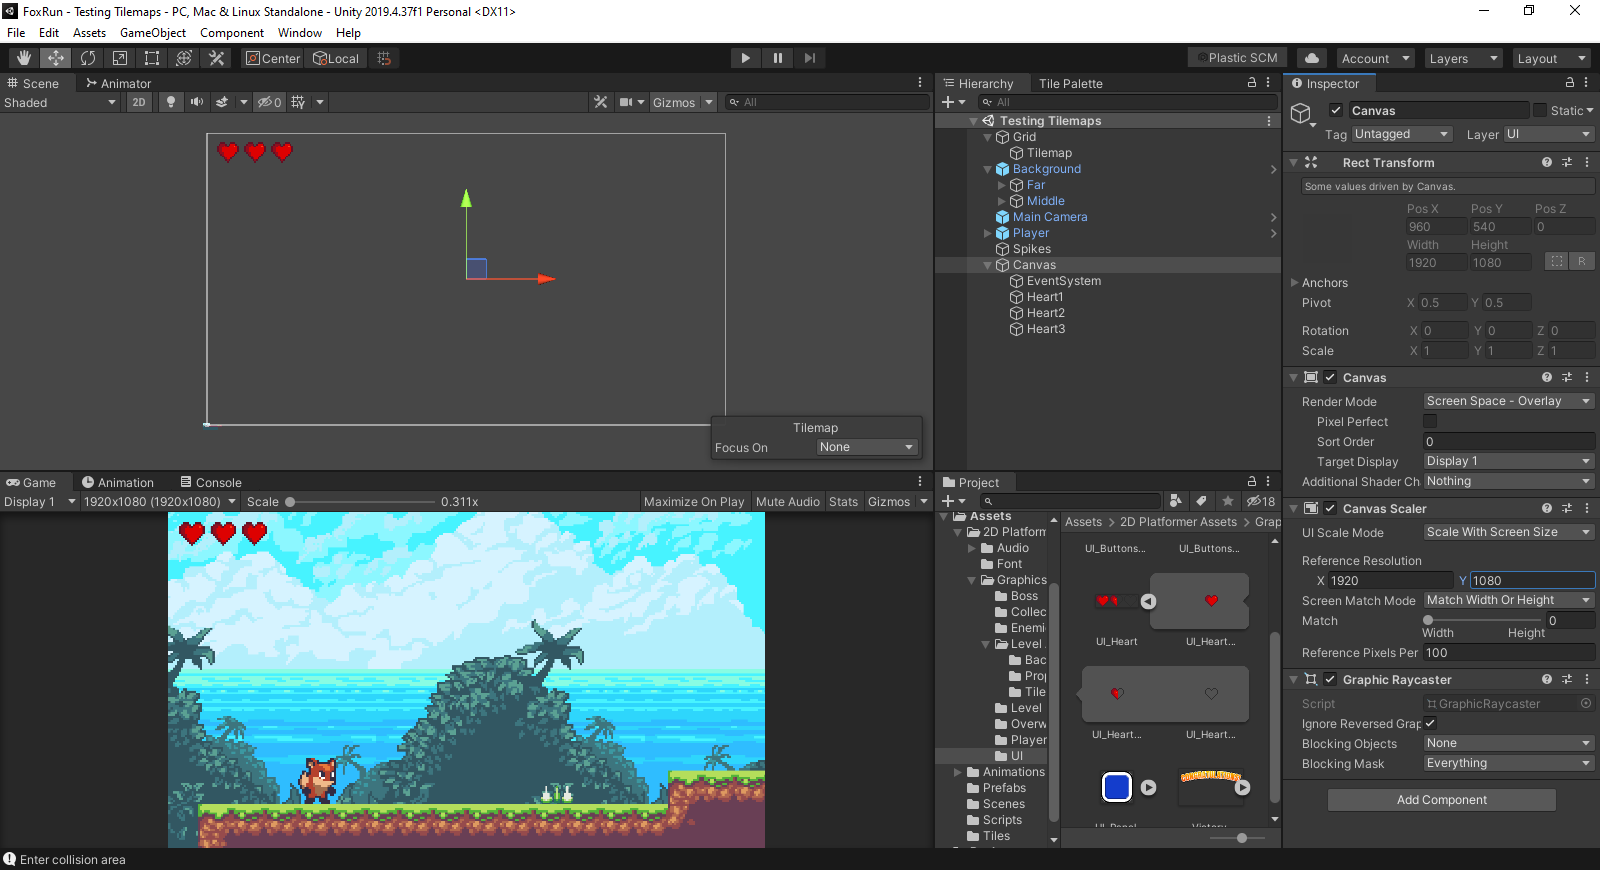 FoxRun - Testing Tilemaps - PC, Mac & Linux Standalone - Unity 2019.4.37f1 Personal <DX11>
File Edit Assets GameObject Component Window Help
Center Local Plastic SCM Account Layers Layout
Scene Animator
Shaded 2D 0 Gizmos All
Tilemap
Focus On None
Hierarchy Tile Palette
All
Testing Tilemaps
Grid
Tilemap
Background
Far
Middle
Main Camera
Player
Spikes
Canvas
EventSystem
Heart1
Heart2
Heart3
Game Animation Console
Display 1 1920x1080 (1920x1080) Scale 0.311x Maximize On Play Mute Audio Stats Gizmos
Project
18
Assets
2D Platform
Audio
Font
Graphics
Boss
Collec
Enemi
Level
Bac
Prop
Tile
Level
Overw
Player
UI
Animations
Prefabs
Scenes
Scripts
Tiles
Assets > 2D Platformer Assets > Grap
UI_Buttons... UI_Buttons...
UI_Heart UI_Heart...
UI_Heart... UI_Heart...
UI_Panel Victory
Inspector
Canvas Static
Tag Untagged Layer UI
Rect Transform
Some values driven by Canvas.
Pos X Pos Y Pos Z
960 540 0
Width Height
1920 1080 R
Anchors
Pivot X 0.5 Y 0.5
Rotation X 0 Y 0 Z 0
Scale X 1 Y 1 Z 1
Canvas
Render Mode Screen Space - Overlay
Pixel Perfect
Sort Order 0
Target Display Display 1
Additional Shader Ch Nothing
Canvas Scaler
UI Scale Mode Scale With Screen Size
Reference Resolution
X 1920 Y 1080
Screen Match Mode Match Width Or Height
Match 0
Width Height
Reference Pixels Per 100
Graphic Raycaster
Script GraphicRaycaster
Ignore Reversed Grap
Blocking Objects None
Blocking Mask Everything
Add Component
Enter collision area